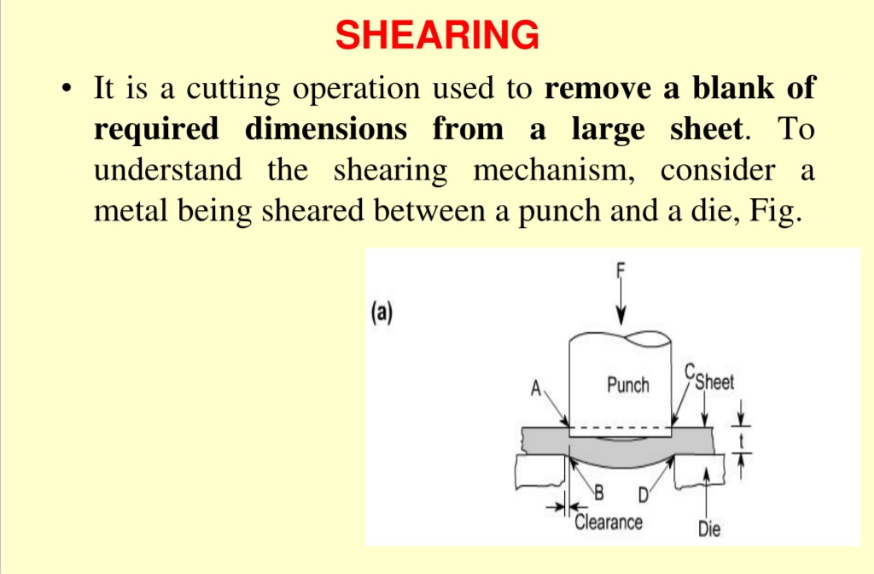 SHEARING
• It is a cutting operation used to remove a blank of
required dimensions from a large sheet. To
understand the shearing mechanism, consider a
metal being sheared between a punch and a die, Fig.
F
(a)
A
Punch
C
Sheet
t
B
D
Clearance
Die